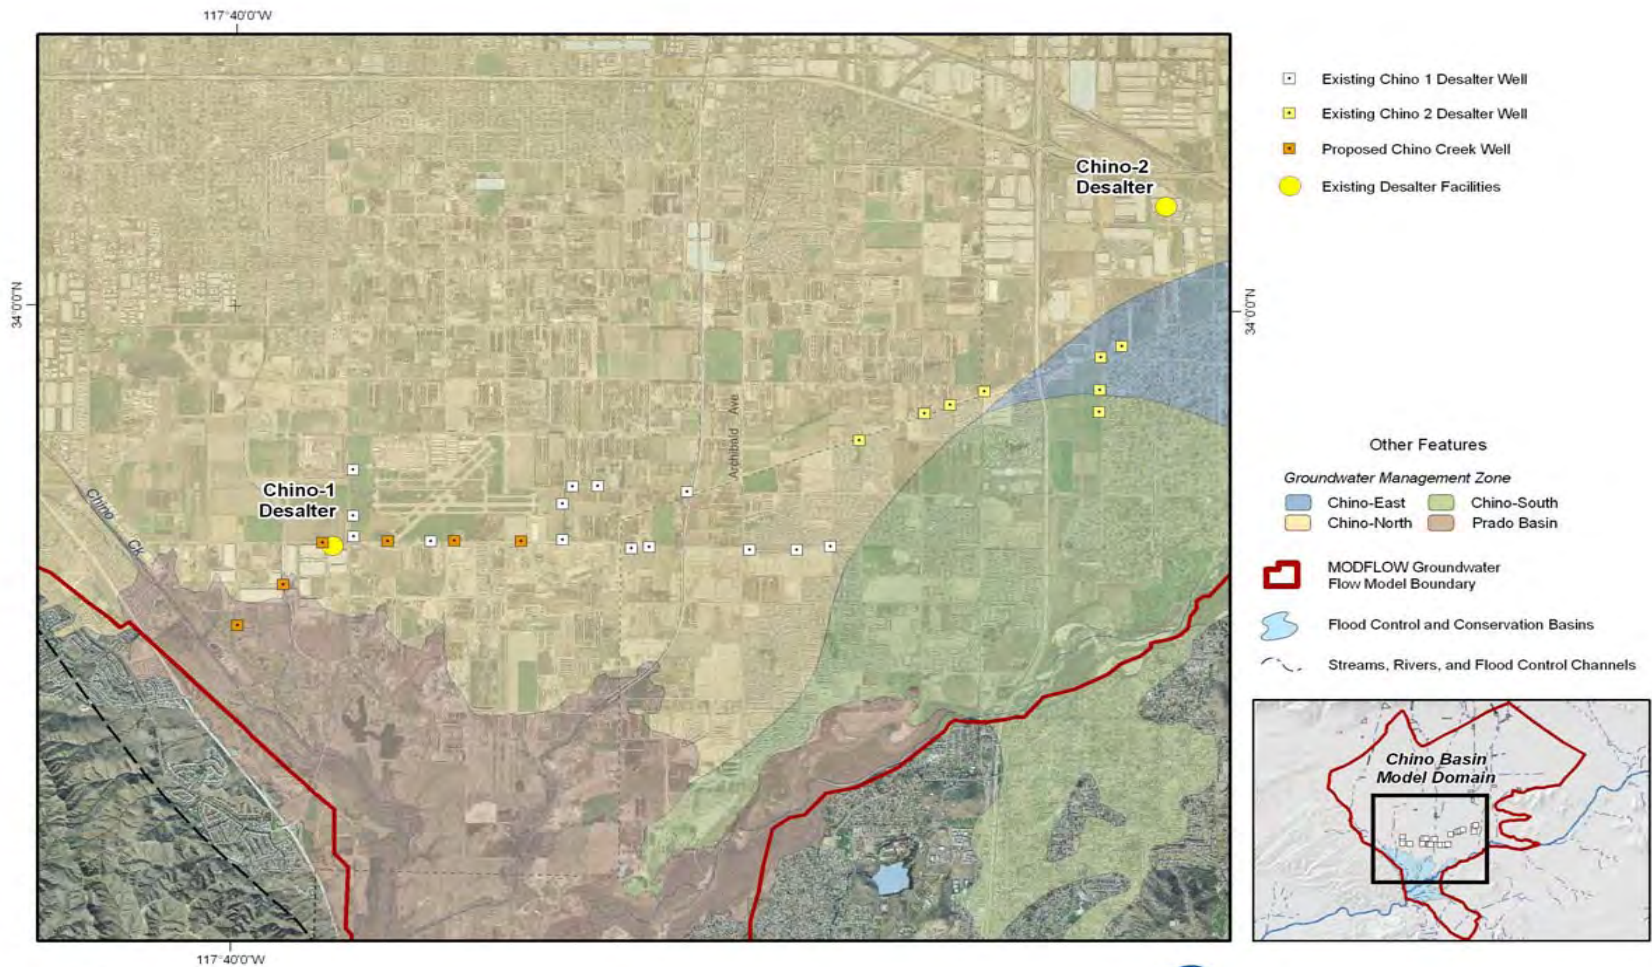 117°40'0"W
34°0'0"N
34°0'0"N
Chino-2
Desalter
Archibald Ave
Chino-1
Desalter
Chino Ck
117°40'0"W
Existing Chino 1 Desalter Well
Existing Chino 2 Desalter Well
Proposed Chino Creek Well
Existing Desalter Facilities
Other Features
Groundwater Management Zone
Chino-East
Chino-South
Chino-North
Prado Basin
MODFLOW Groundwater
Flow Model Boundary
Flood Control and Conservation Basins
Streams, Rivers, and Flood Control Channels
Chino Basin
Model Domain